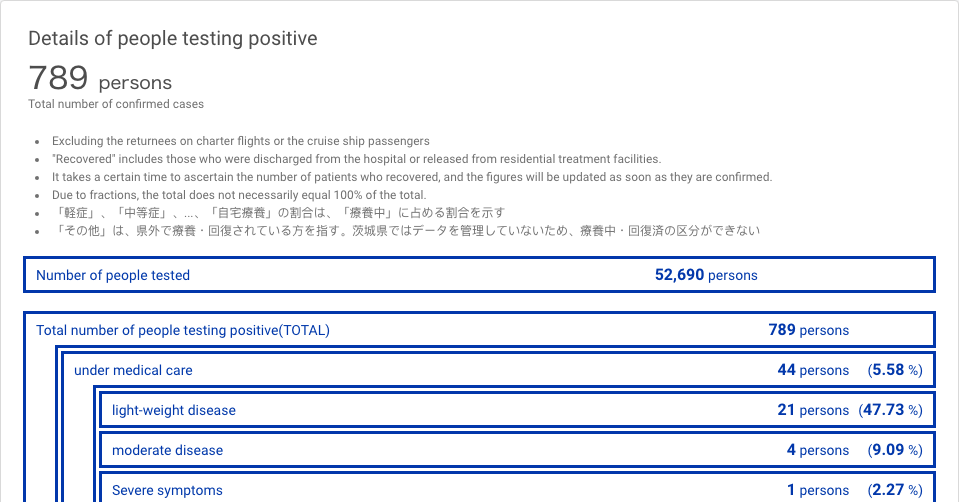 Details of people testing positive
789 persons
Total number of confirmed cases
Excluding the returnees on charter flights or the cruise ship passengers
"Recovered" includes those who were discharged from the hospital or released from residential treatment facilities.
It takes a certain time to ascertain the number of patients who recovered, and the figures will be updated as soon as they are confirmed.
Due to fractions, the total does not necessarily equal 100% of the total.
「軽症」、「中等症」、...、「自宅療養」の割合は、「療養中」に占める割合を示す
「その他」は、県外で療養・回復されている方を指す。茨城県ではデータを管理していないため、療養中・回復済の区分ができない
Number of people tested 52,690 persons
Total number of people testing positive(TOTAL) 789 persons
under medical care 44 persons (5.58 %)
light-weight disease 21 persons (47.73 %)
moderate disease 4 persons (9.09 %)
Severe symptoms 1 persons (2.27 %)